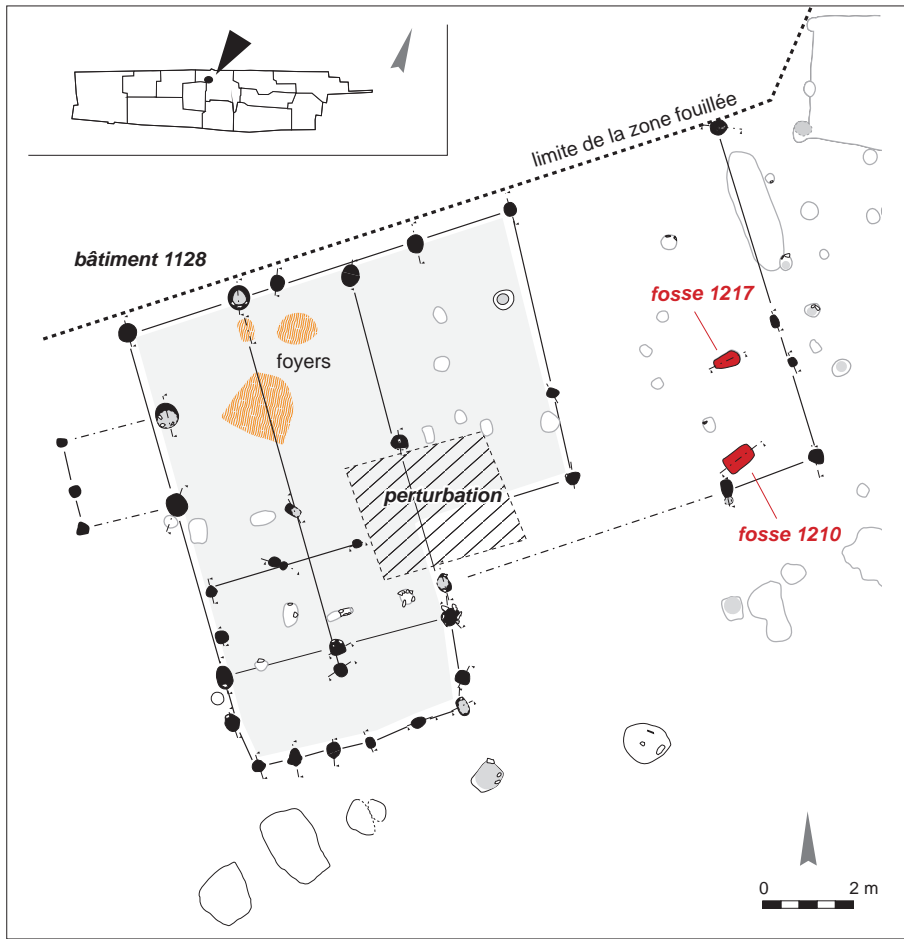 limite de la zone fouillée
bâtiment 1128
fosse 1217
foyers
perturbation
fosse 1210
0 2 m